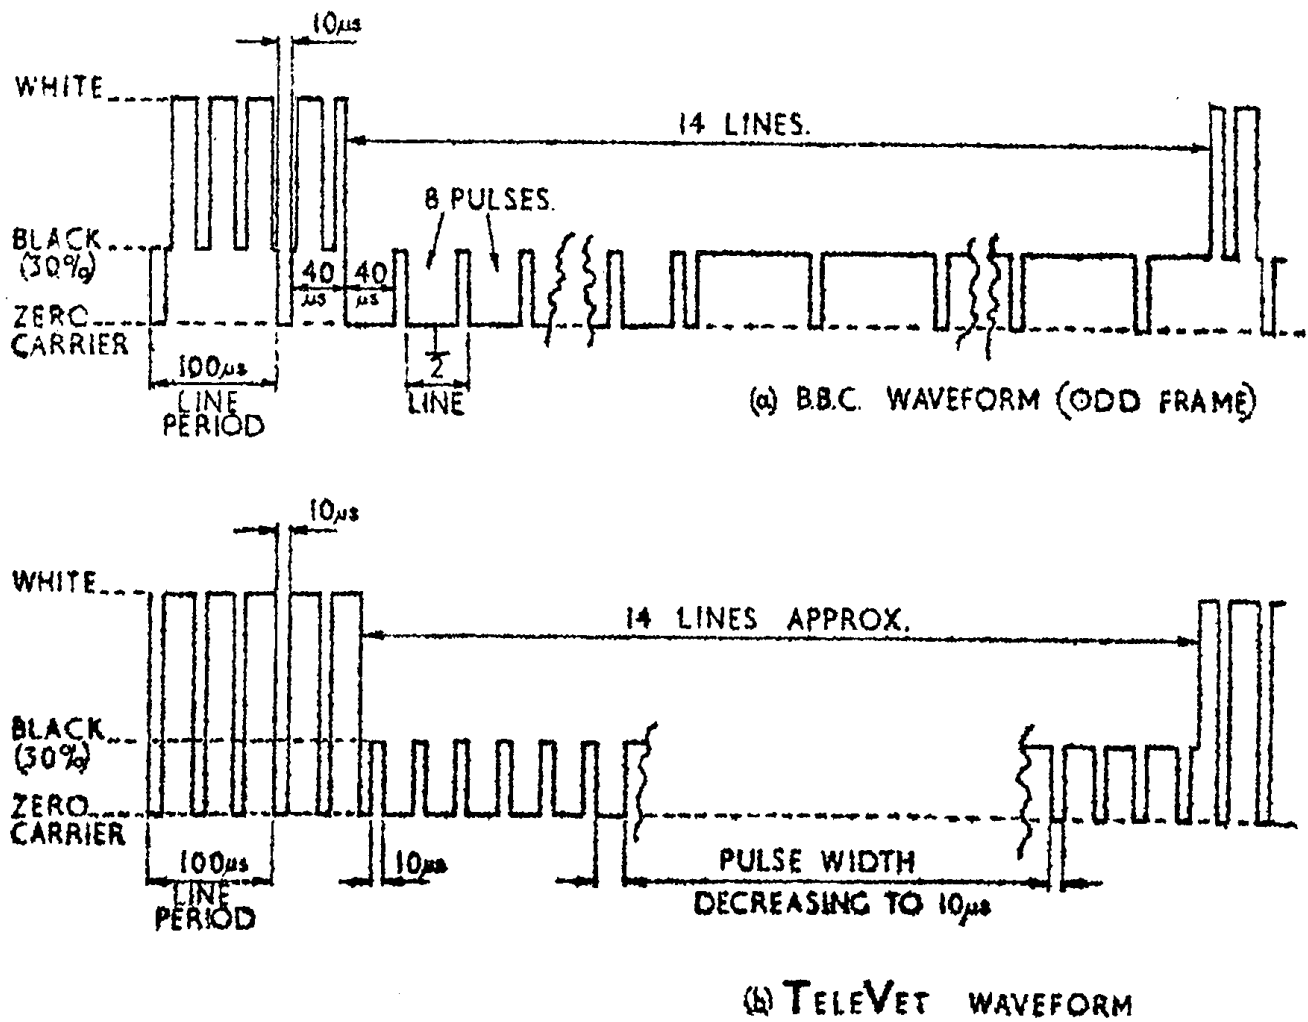 10μs
WHITE
14 LINES.
8 PULSES.
BLACK
(30%)
40 μs
40 μs
ZERO
CARRIER
100μs
LINE
PERIOD
1/2
LINE
(a) B.B.C. WAVEFORM (ODD FRAME)
10μs
WHITE
14 LINES APPROX.
BLACK
(30%)
ZERO
CARRIER
100μs
LINE
PERIOD
10μs
PULSE WIDTH
DECREASING TO 10μs
(b) TELEVET WAVEFORM